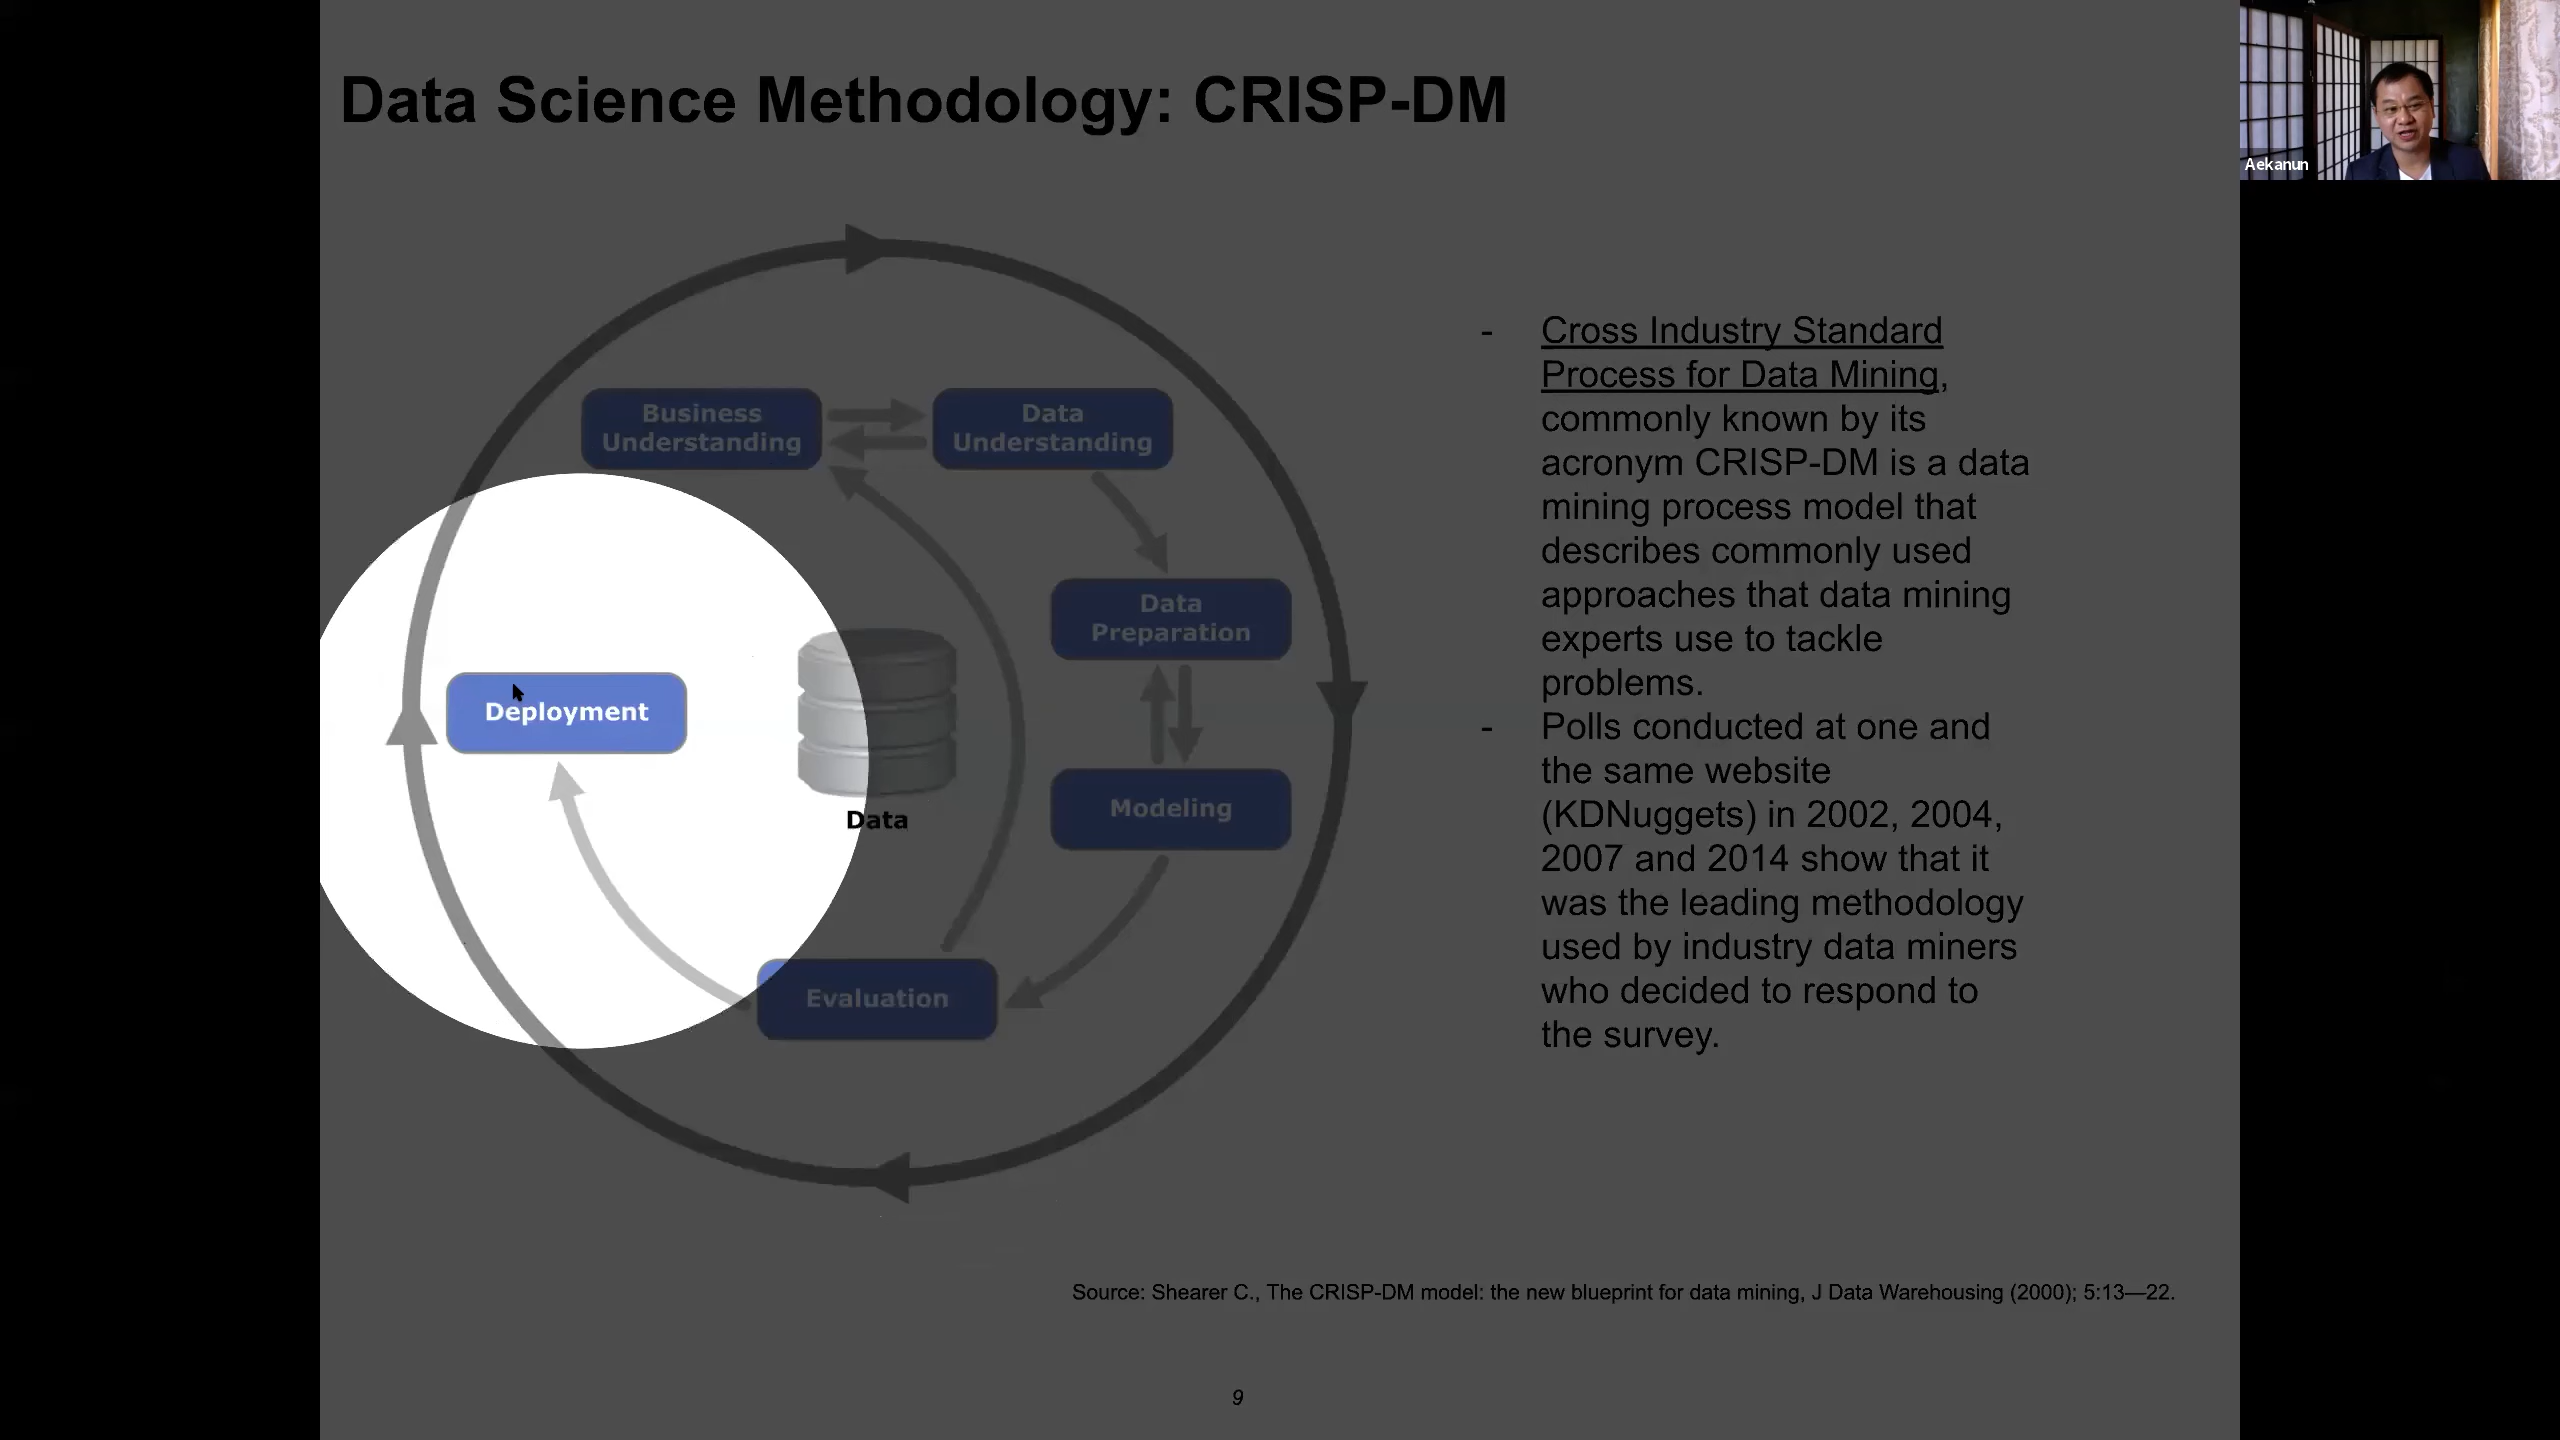 Data Science Methodology: CRISP-DM
Aekanun
Business
Understanding
Data
Understanding
Data
Preparation
Deployment
Data
Modeling
Evaluation
- Cross Industry Standard
Process for Data Mining,
commonly known by its
acronym CRISP-DM is a data
mining process model that
describes commonly used
approaches that data mining
experts use to tackle
problems.
- Polls conducted at one and
the same website
(KDNuggets) in 2002, 2004,
2007 and 2014 show that it
was the leading methodology
used by industry data miners
who decided to respond to
the survey.
Source: Shearer C., The CRISP-DM model: the new blueprint for data mining, J Data Warehousing (2000); 5:13—22.
9